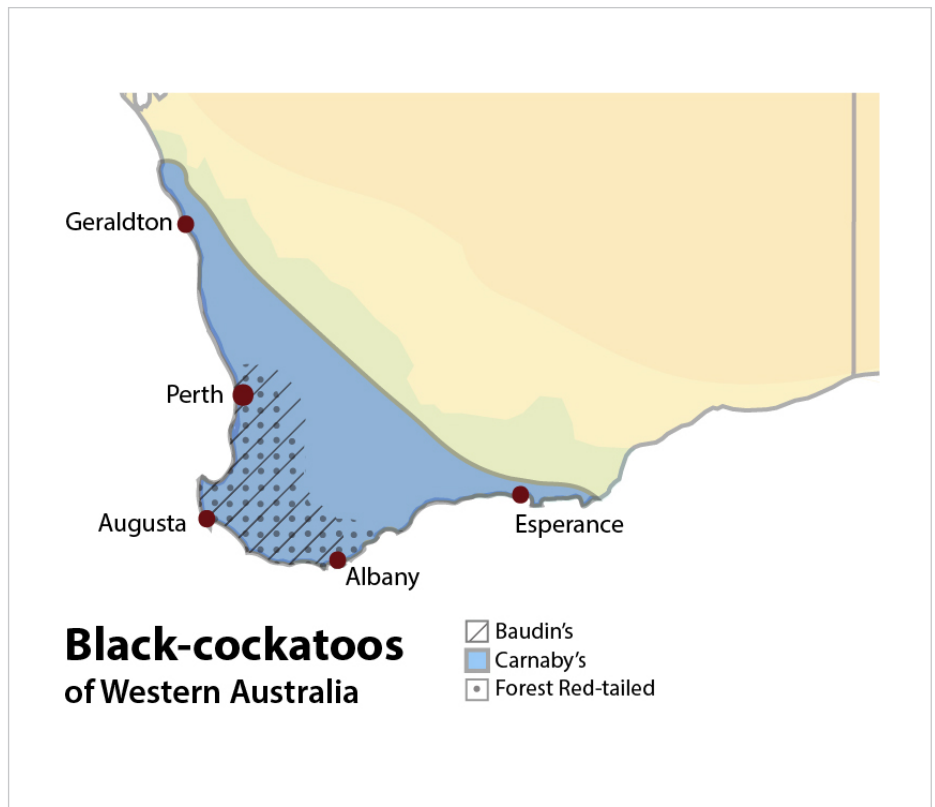 Geraldton
Perth
Augusta
Esperance
Albany
Black-cockatoos
of Western Australia
Baudin's
Carnaby's
Forest Red-tailed